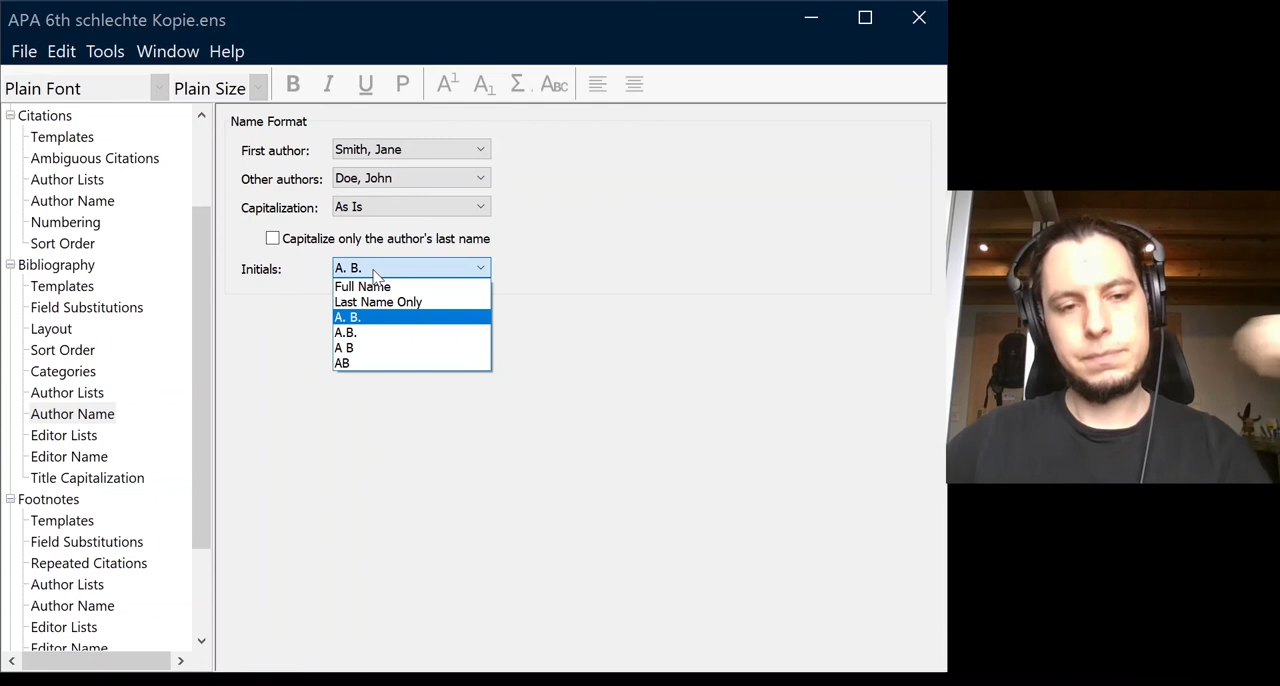 APA 6th schlechte Kopie.ens
File Edit Tools Window Help
Plain Font Plain Size B I U P A1 A1 Σ ABC
Citations
Templates
Ambiguous Citations
Author Lists
Author Name
Numbering
Sort Order
Bibliography
Templates
Field Substitutions
Layout
Sort Order
Categories
Author Lists
Author Name
Editor Lists
Editor Name
Title Capitalization
Footnotes
Templates
Field Substitutions
Repeated Citations
Author Lists
Author Name
Editor Lists
Editor Name
Name Format
First author: Smith, Jane
Other authors: Doe, John
Capitalization: As Is
Capitalize only the author's last name
Initials: A. B.
Full Name
Last Name Only
A. B.
A.B.
A B
AB